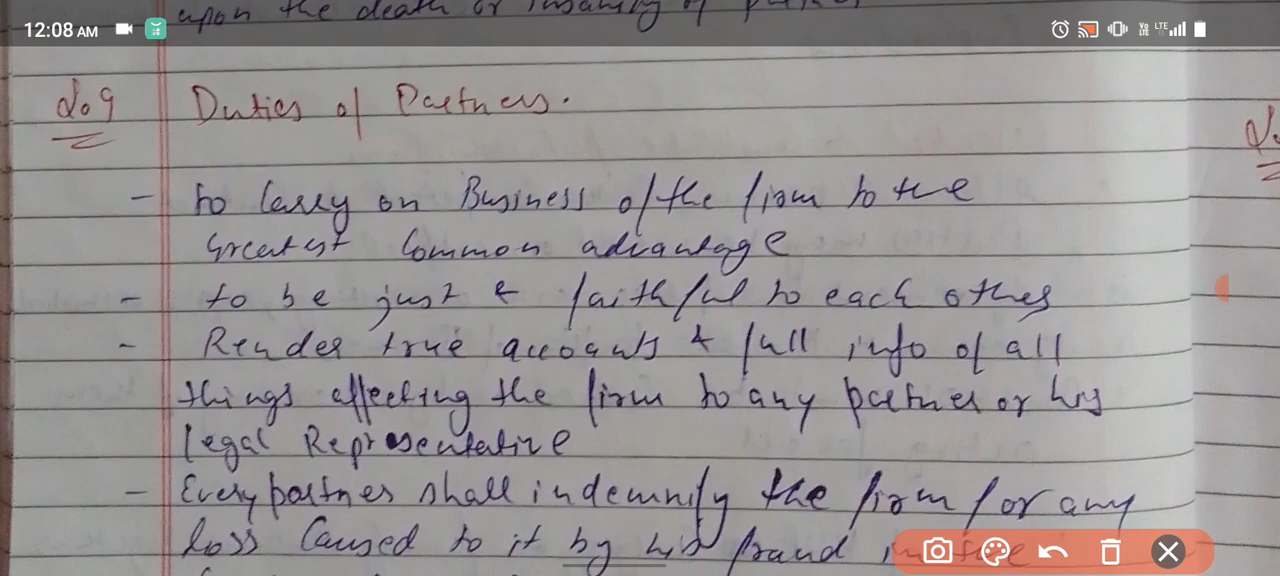 upon the death or insanity of
12:08 AM
Q.9 Duties of Partners.
- to carry on Business of the firm to the
Greatest Common advantage
- to be just & faithful to each other
- Render true accounts & full info of all
things affecting the firm to any partner or his
legal Representative
- Every partner shall indemnify the firm for any
loss Caused to it by his fraud in the